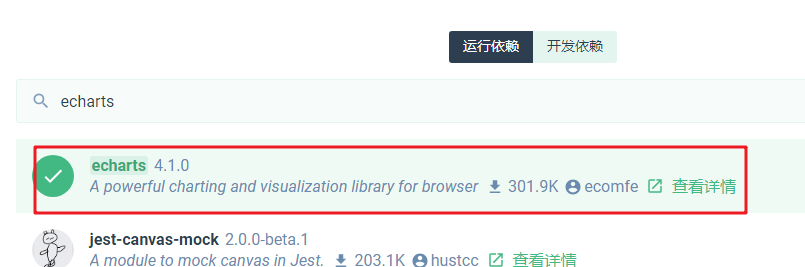 运行依赖 开发依赖
echarts
echarts 4.1.0
A powerful charting and visualization library for browser 301.9K ecomfe 查看详情
jest-canvas-mock 2.0.0-beta.1
A module to mock canvas in Jest. 203.1K hustcc 查看详情